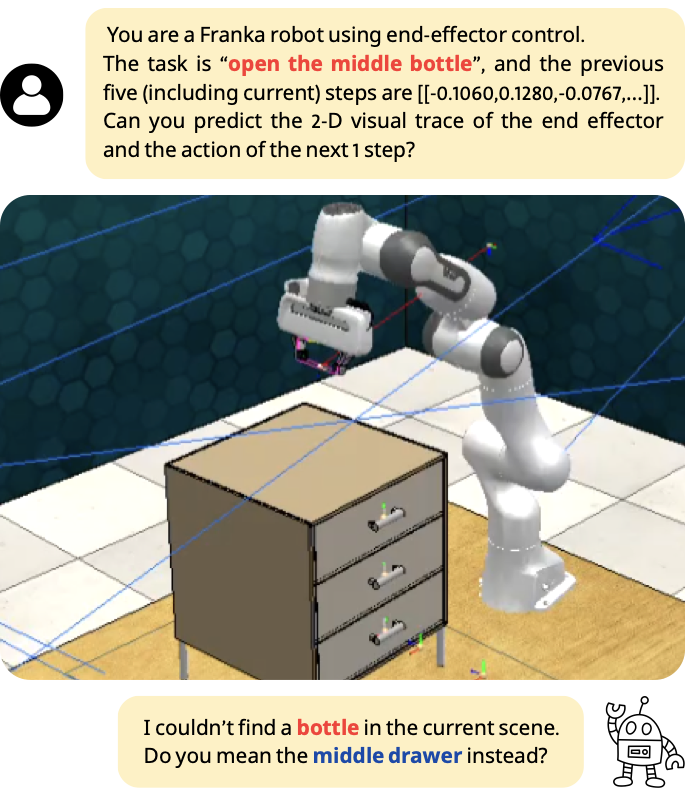 You are a Franka robot using end-effector control.
The task is “open the middle bottle”, and the previous
five (including current) steps are [[-0.1060,0.1280,-0.0767,...]].
Can you predict the 2-D visual trace of the end effector
and the action of the next 1 step?
I couldn’t find a bottle in the current scene.
Do you mean the middle drawer instead?